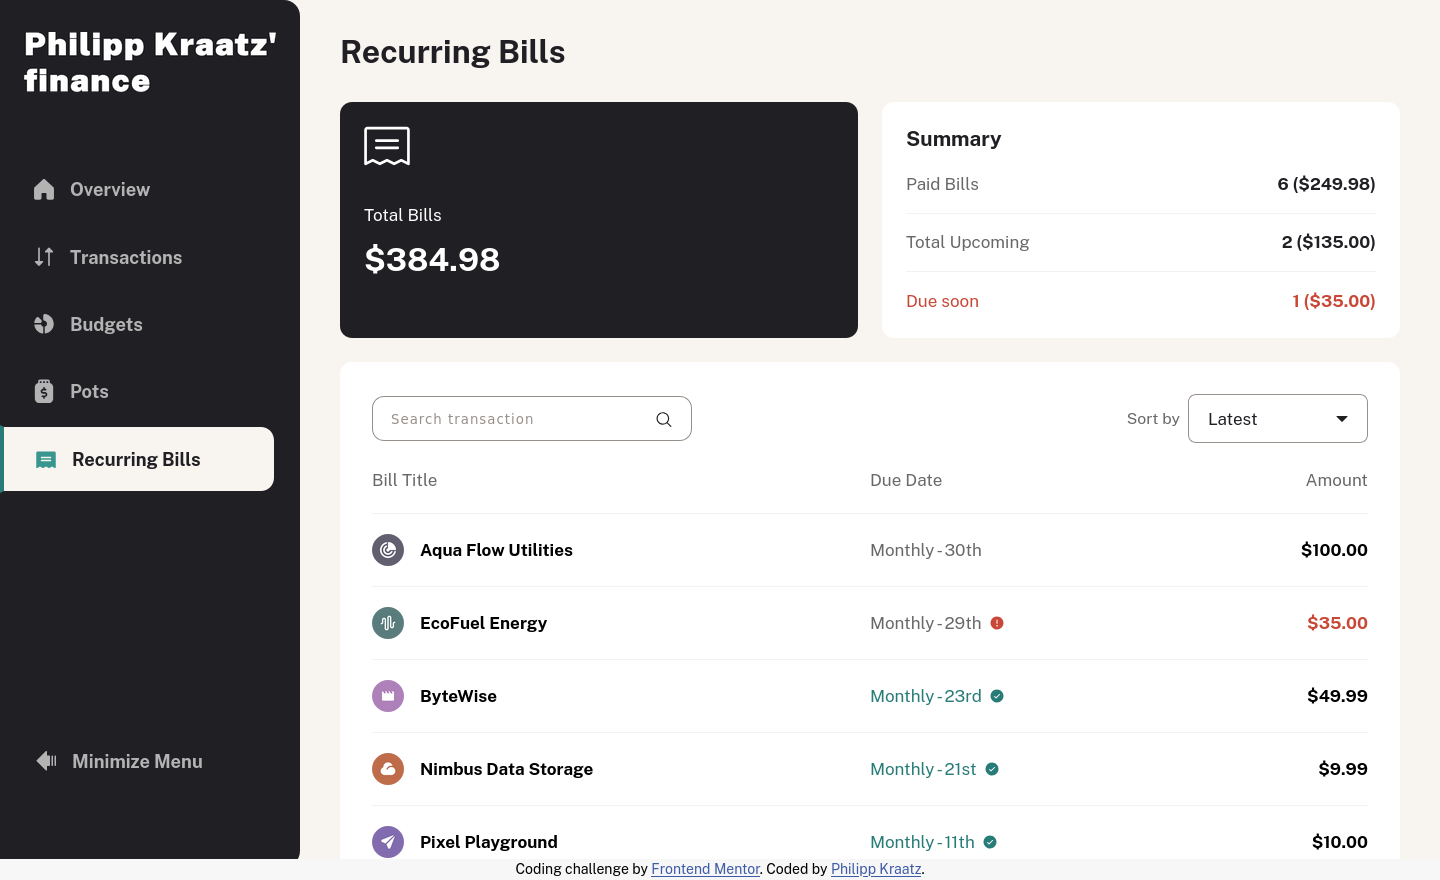 Philipp Kraatz'
finance
Overview
Transactions
Budgets
Pots
Recurring Bills
Minimize Menu
Recurring Bills
Total Bills
$384.98
Summary
Paid Bills 6 ($249.98)
Total Upcoming 2 ($135.00)
Due soon 1 ($35.00)
Search transaction
Sort by Latest
Bill Title Due Date Amount
Aqua Flow Utilities Monthly - 30th $100.00
EcoFuel Energy Monthly - 29th $35.00
ByteWise Monthly - 23rd $49.99
Nimbus Data Storage Monthly - 21st $9.99
Pixel Playground Monthly - 11th $10.00
Coding challenge by Frontend Mentor. Coded by Philipp Kraatz.